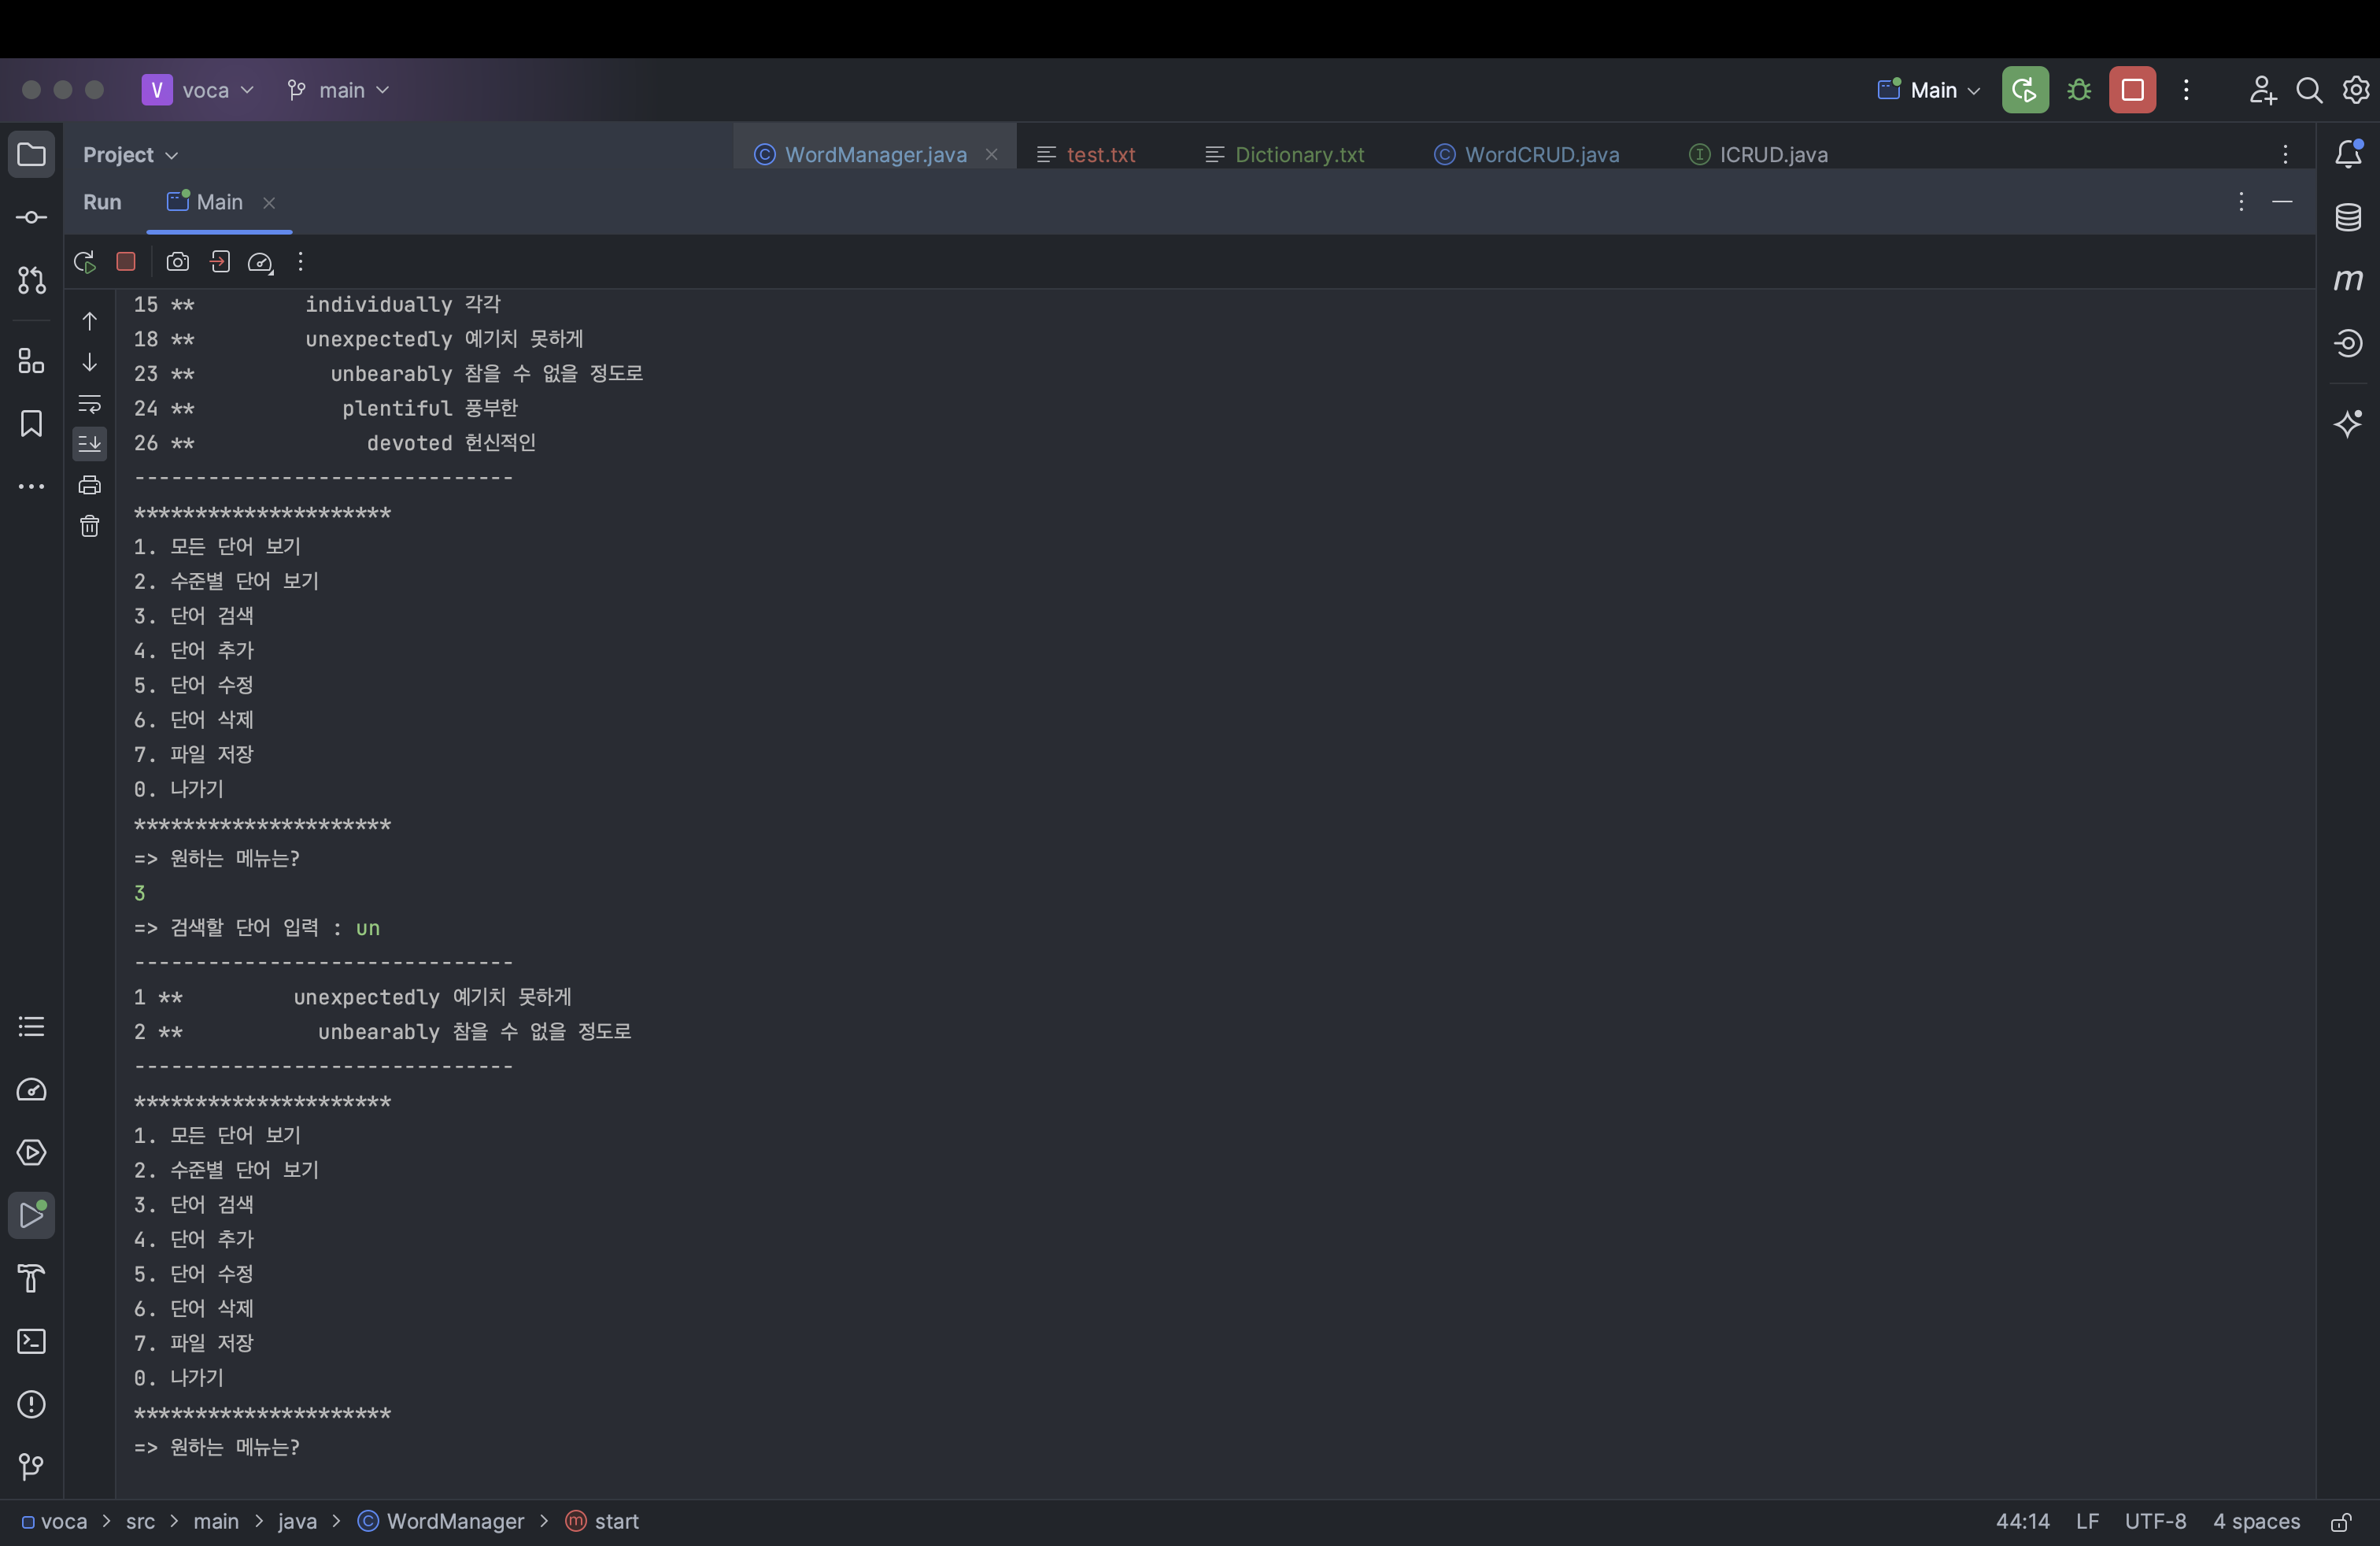 V voca main Main
Project WordManager.java test.txt Dictionary.txt WordCRUD.java ICRUD.java
Run Main
15 **         individually 각각
18 **         unexpectedly 예기치 못하게
23 **           unbearably 참을 수 없을 정도로
24 **            plentiful 풍부한
26 **              devoted 헌신적인
-------------------------------
*********************
1. 모든 단어 보기
2. 수준별 단어 보기
3. 단어 검색
4. 단어 추가
5. 단어 수정
6. 단어 삭제
7. 파일 저장
0. 나가기
*********************
=> 원하는 메뉴는?
3
=> 검색할 단어 입력 : un
-------------------------------
1 **         unexpectedly 예기치 못하게
2 **           unbearably 참을 수 없을 정도로
-------------------------------
*********************
1. 모든 단어 보기
2. 수준별 단어 보기
3. 단어 검색
4. 단어 추가
5. 단어 수정
6. 단어 삭제
7. 파일 저장
0. 나가기
*********************
=> 원하는 메뉴는?
voca > src > main > java > WordManager > start 44:14 LF UTF-8 4 spaces